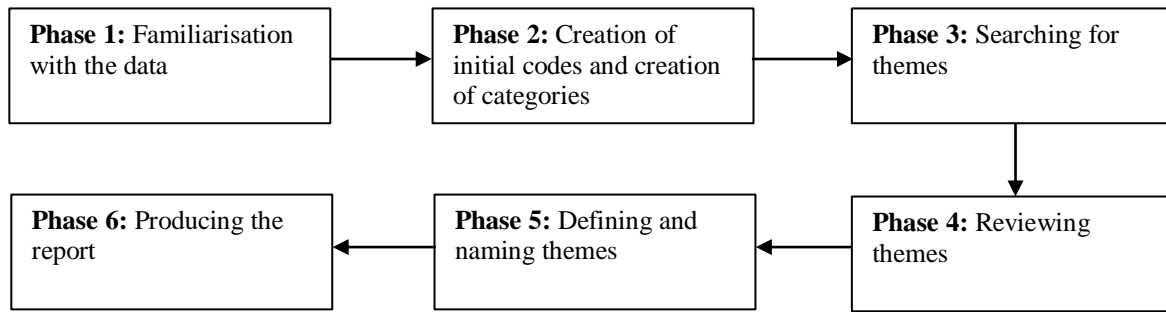 Phase 1: Familiarisation
with the data
Phase 2: Creation of
initial codes and creation
of categories
Phase 3: Searching for
themes
Phase 4: Reviewing
themes
Phase 5: Defining and
naming themes
Phase 6: Producing the
report